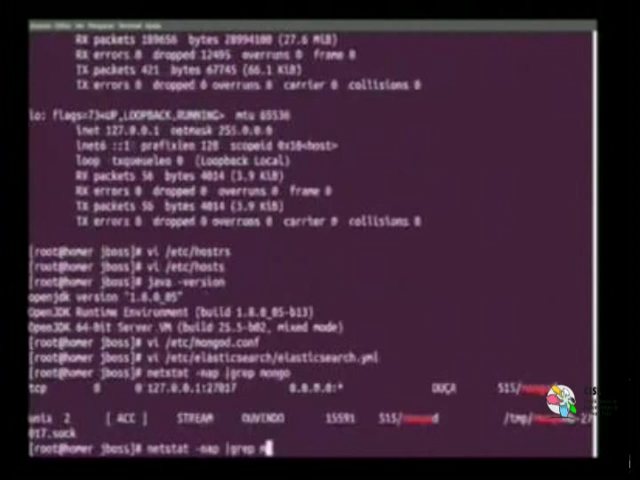 RX packets 189656 bytes 28994100 (27.6 MiB)
RX errors 0 dropped 12495 overruns 0 frame 0
TX packets 421 bytes 67745 (66.1 KiB)
TX errors 0 dropped 0 overruns 0 carrier 0 collisions 0
lo: flags=73<UP,LOOPBACK,RUNNING> mtu 65536
inet 127.0.0.1 netmask 255.0.0.0
inet6 ::1 prefixlen 128 scopeid 0x10<host>
loop txqueuelen 0 (Loopback Local)
RX packets 56 bytes 4014 (3.9 KiB)
RX errors 0 dropped 0 overruns 0 frame 0
TX packets 56 bytes 4014 (3.9 KiB)
TX errors 0 dropped 0 overruns 0 carrier 0 collisions 0
[root@homer jboss]# vi /etc/hostrs
[root@homer jboss]# vi /etc/hosts
[root@homer jboss]# java -version
openjdk version "1.8.0_05"
OpenJDK Runtime Environment (build 1.8.0_05-b13)
OpenJDK 64-Bit Server VM (build 25.5-b02, mixed mode)
[root@homer jboss]# vi /etc/mongod.conf
[root@homer jboss]# vi /etc/elasticsearch/elasticsearch.yml
[root@homer jboss]# netstat -nap |grep mongo
tcp 0 0 127.0.0.1:27017 0.0.0.0:* OUÇA 515/
unix 2 [ ACC ] STREAM OUVINDO 15591 515/mongod /tmp/mongodb-27
017.sock
[root@homer jboss]# netstat -nap |grep m